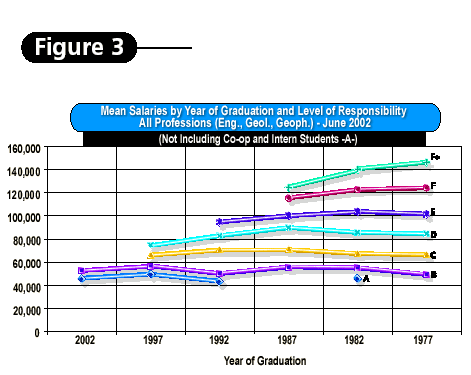 Figure 3
Mean Salaries by Year of Graduation and Level of Responsibility
All Professions (Eng., Geol., Geoph.) - June 2002
(Not Including Co-op and Intern Students -A-)
160,000
140,000
120,000
100,000
80,000
60,000
40,000
20,000
0
F+
F
E
D
C
B
A
2002 1997 1992 1987 1982 1977
Year of Graduation